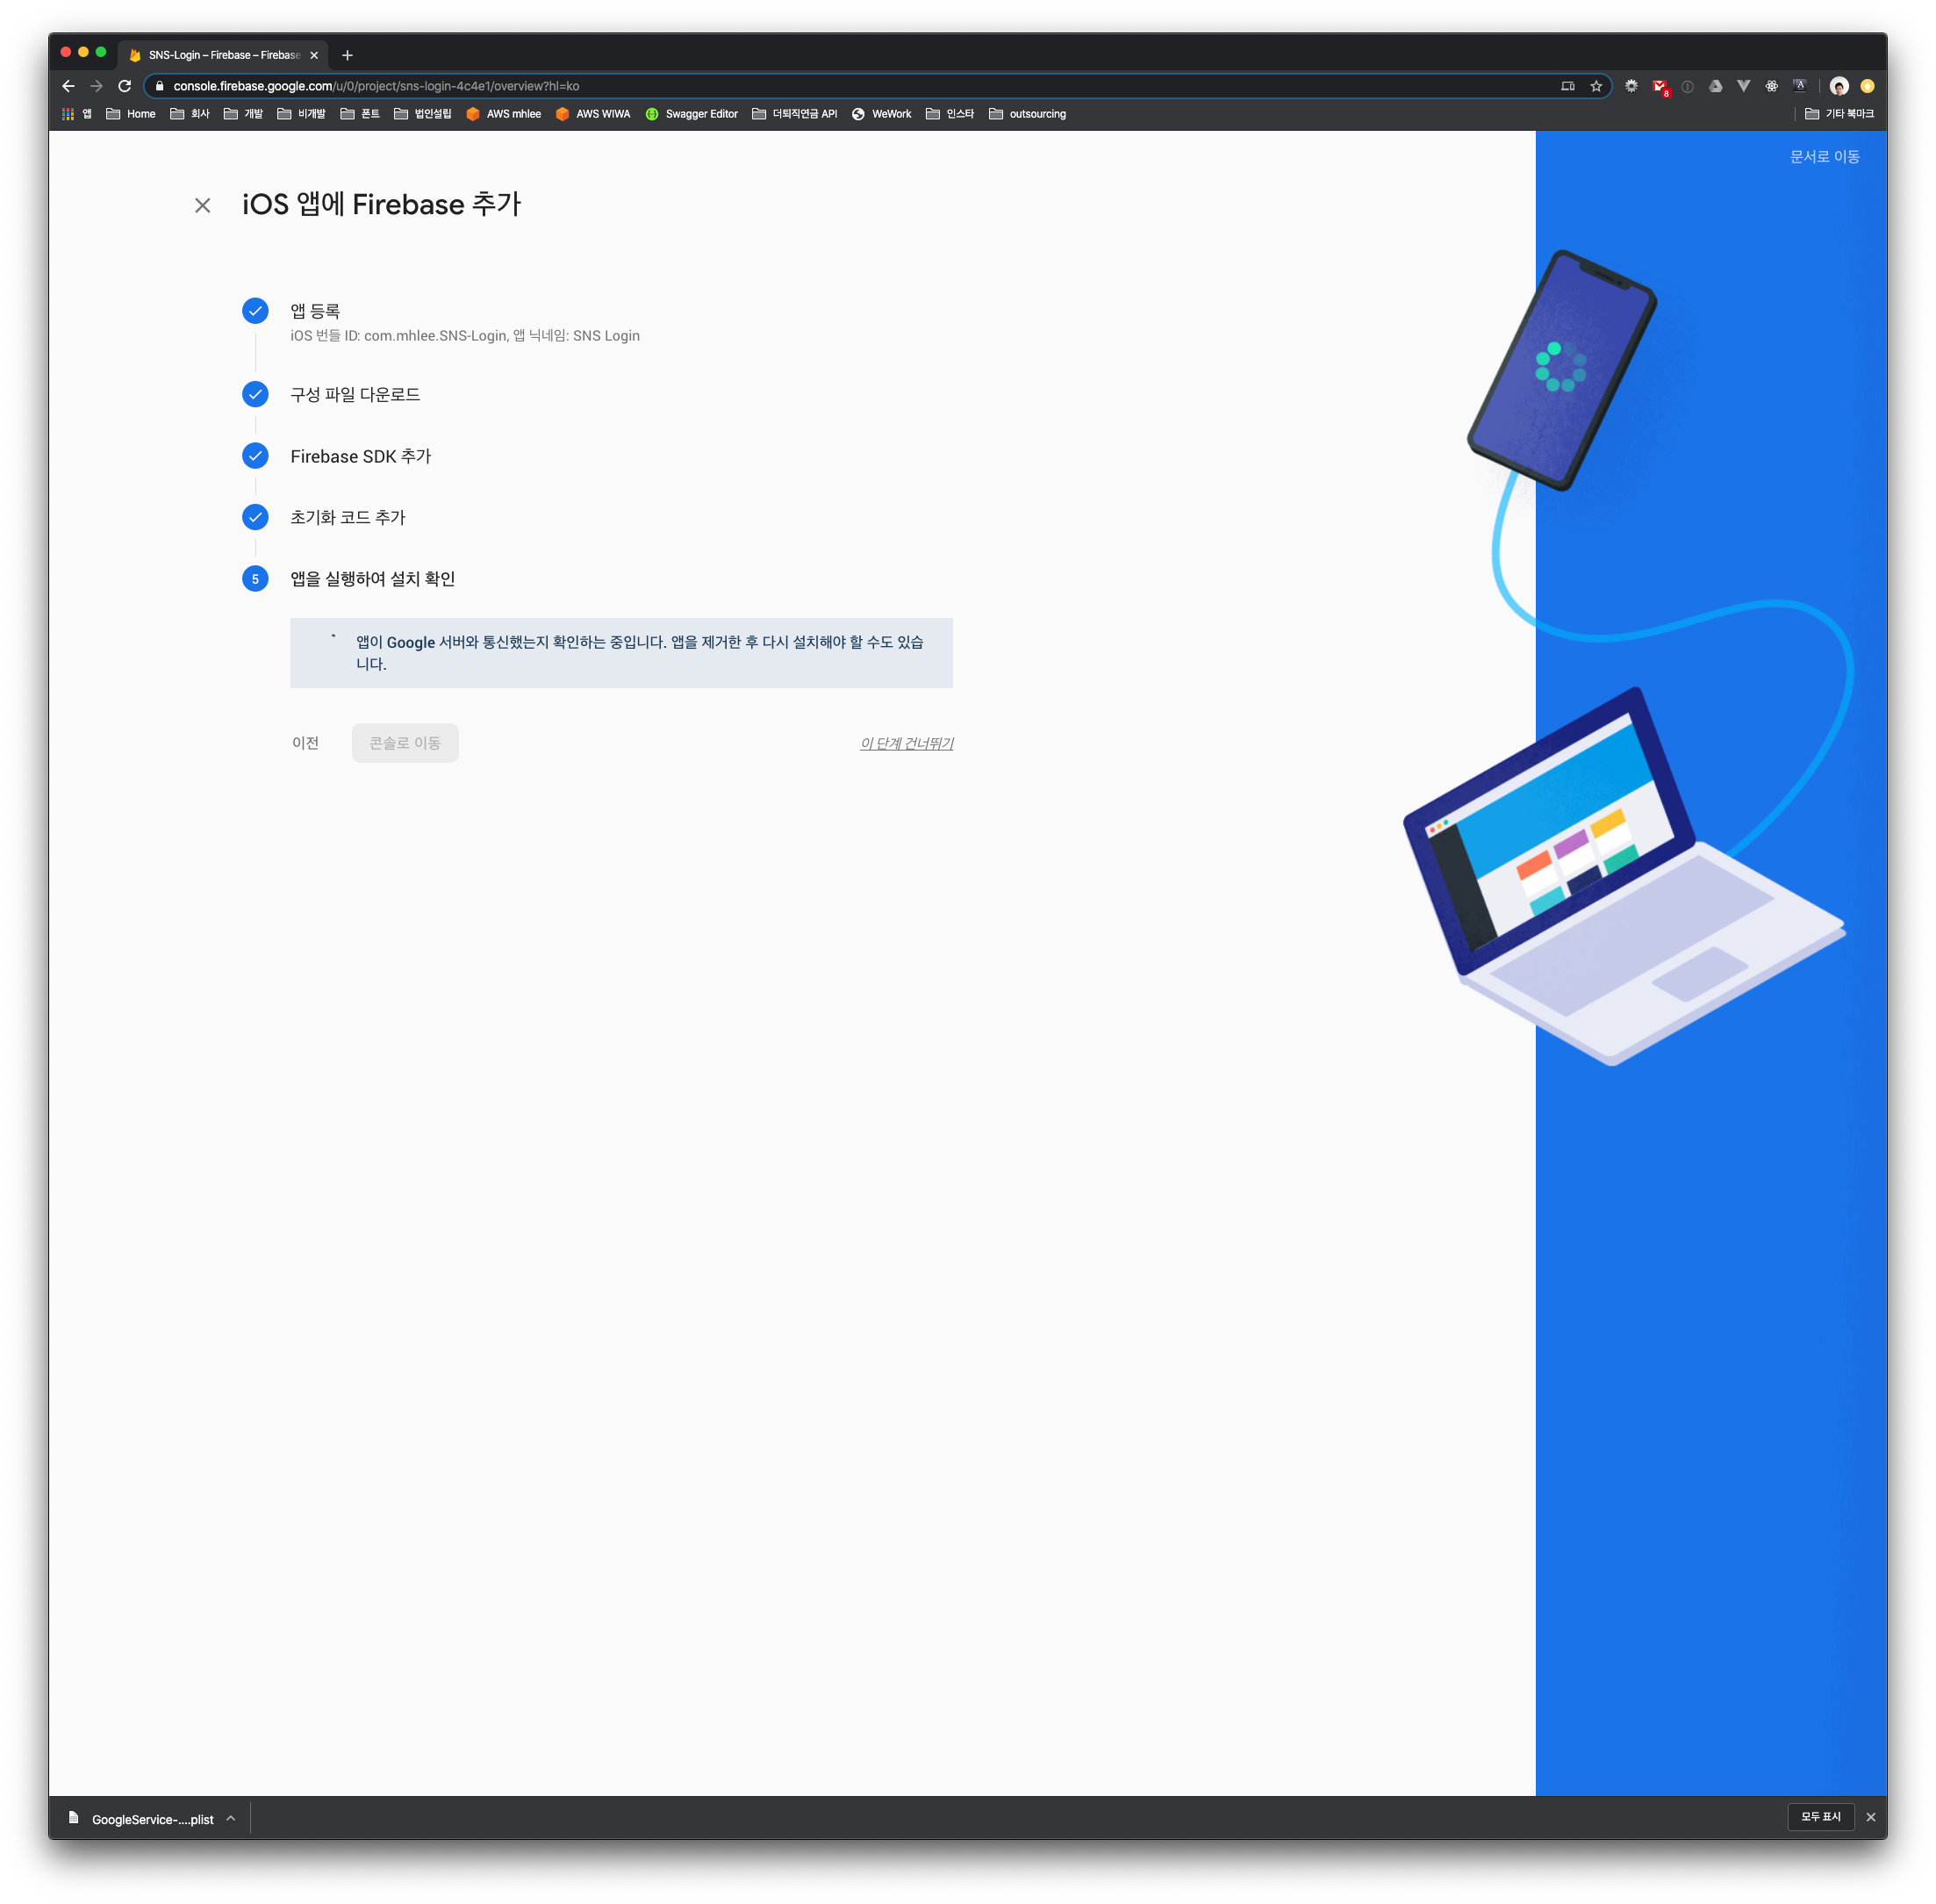 SNS-Login – Firebase – Firebase
console.firebase.google.com/u/0/project/sns-login-4c4e1/overview?hl=ko
8
앱 Home 회사 개발 비개발 폰트 법인설립 AWS mhlee AWS WIWA Swagger Editor 더퇴직연금 API WeWork 인스타 outsourcing 기타 북마크
문서로 이동
iOS 앱에 Firebase 추가
앱 등록
iOS 번들 ID: com.mhlee.SNS-Login, 앱 닉네임: SNS Login
구성 파일 다운로드
Firebase SDK 추가
초기화 코드 추가
5 앱을 실행하여 설치 확인
앱이 Google 서버와 통신했는지 확인하는 중입니다. 앱을 제거한 후 다시 설치해야 할 수도 있습
니다.
이전 콘솔로 이동 이 단계 건너뛰기
GoogleService-....plist 모두 표시